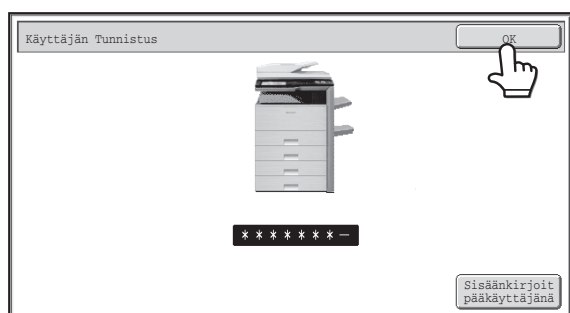 Käyttäjän Tunnistus
OK
*******–
Sisäänkirjoit
pääkäyttäjänä